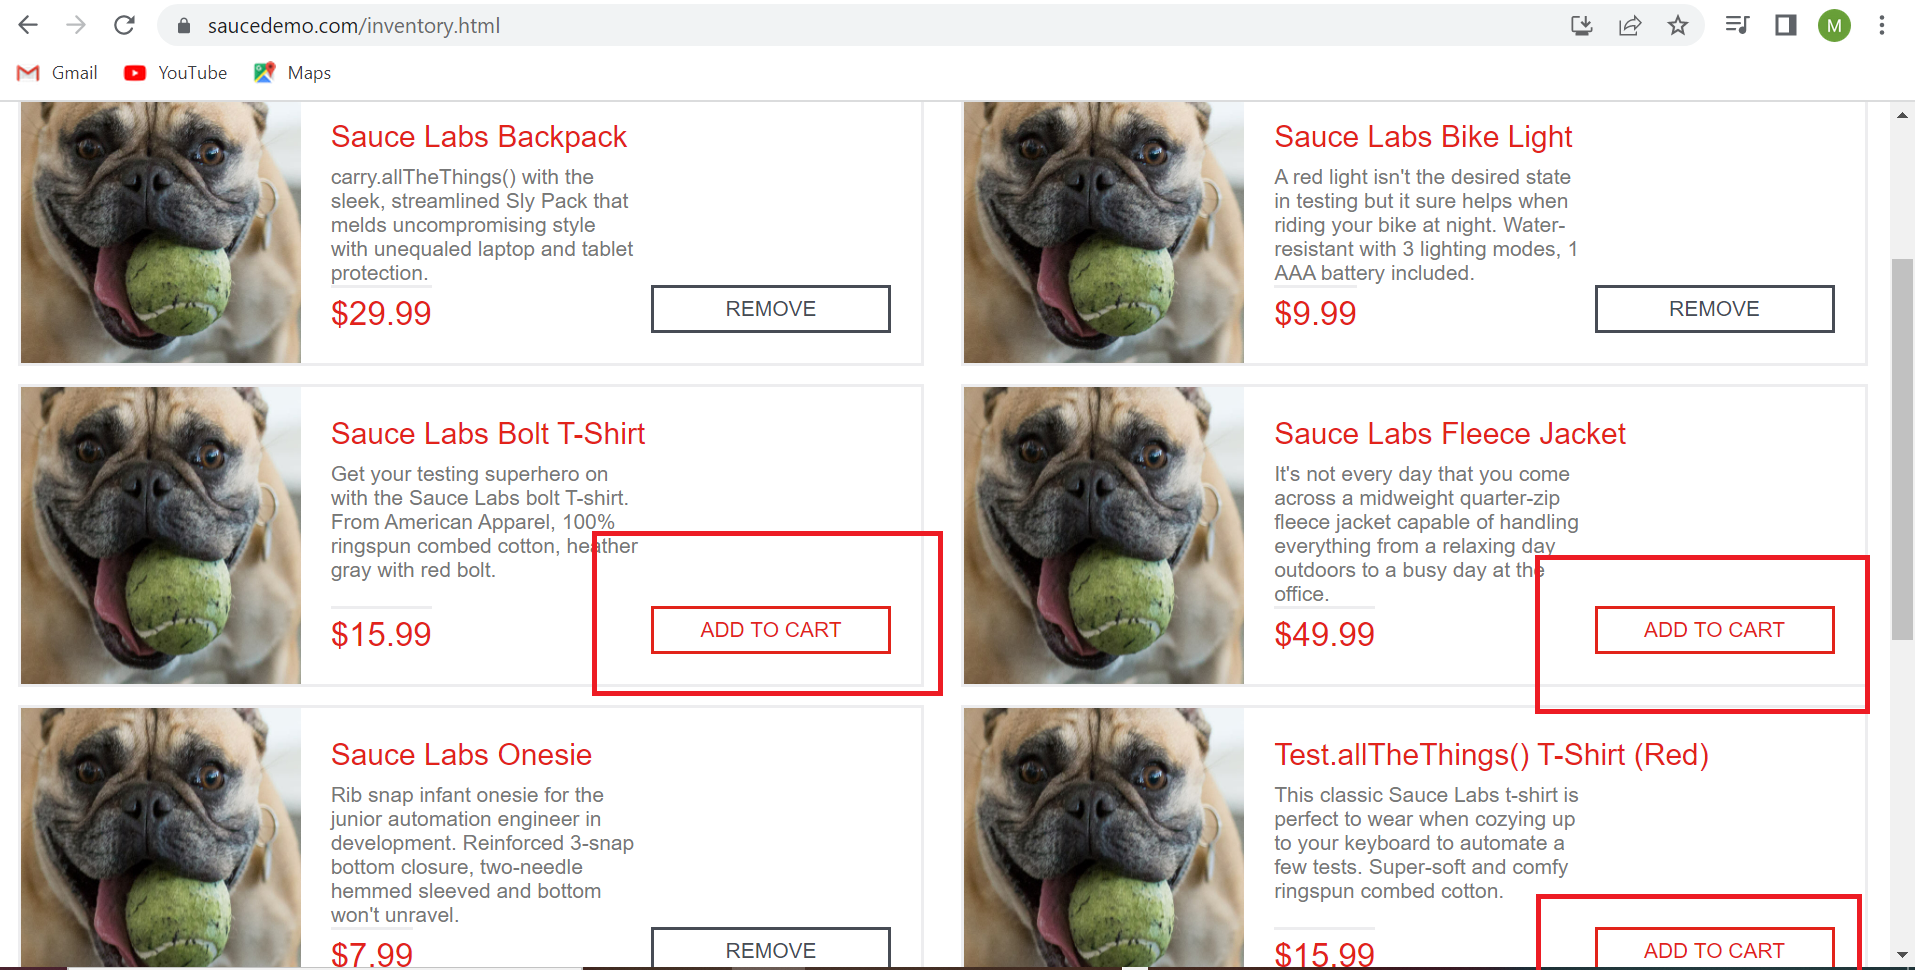 saucedemo.com/inventory.html
M
Gmail
YouTube
Maps
Sauce Labs Backpack
carry.allTheThings() with the
sleek, streamlined Sly Pack that
melds uncompromising style
with unequaled laptop and tablet
protection.
$29.99
REMOVE
Sauce Labs Bike Light
A red light isn't the desired state
in testing but it sure helps when
riding your bike at night. Water-
resistant with 3 lighting modes, 1
AAA battery included.
$9.99
REMOVE
Sauce Labs Bolt T-Shirt
Get your testing superhero on
with the Sauce Labs bolt T-shirt.
From American Apparel, 100%
ringspun combed cotton, heather
gray with red bolt.
$15.99
ADD TO CART
Sauce Labs Fleece Jacket
It's not every day that you come
across a midweight quarter-zip
fleece jacket capable of handling
everything from a relaxing day
outdoors to a busy day at the
office.
$49.99
ADD TO CART
Sauce Labs Onesie
Rib snap infant onesie for the
junior automation engineer in
development. Reinforced 3-snap
bottom closure, two-needle
hemmed sleeved and bottom
won't unravel.
$7.99
REMOVE
Test.allTheThings() T-Shirt (Red)
This classic Sauce Labs t-shirt is
perfect to wear when cozying up
to your keyboard to automate a
few tests. Super-soft and comfy
ringspun combed cotton.
$15.99
ADD TO CART